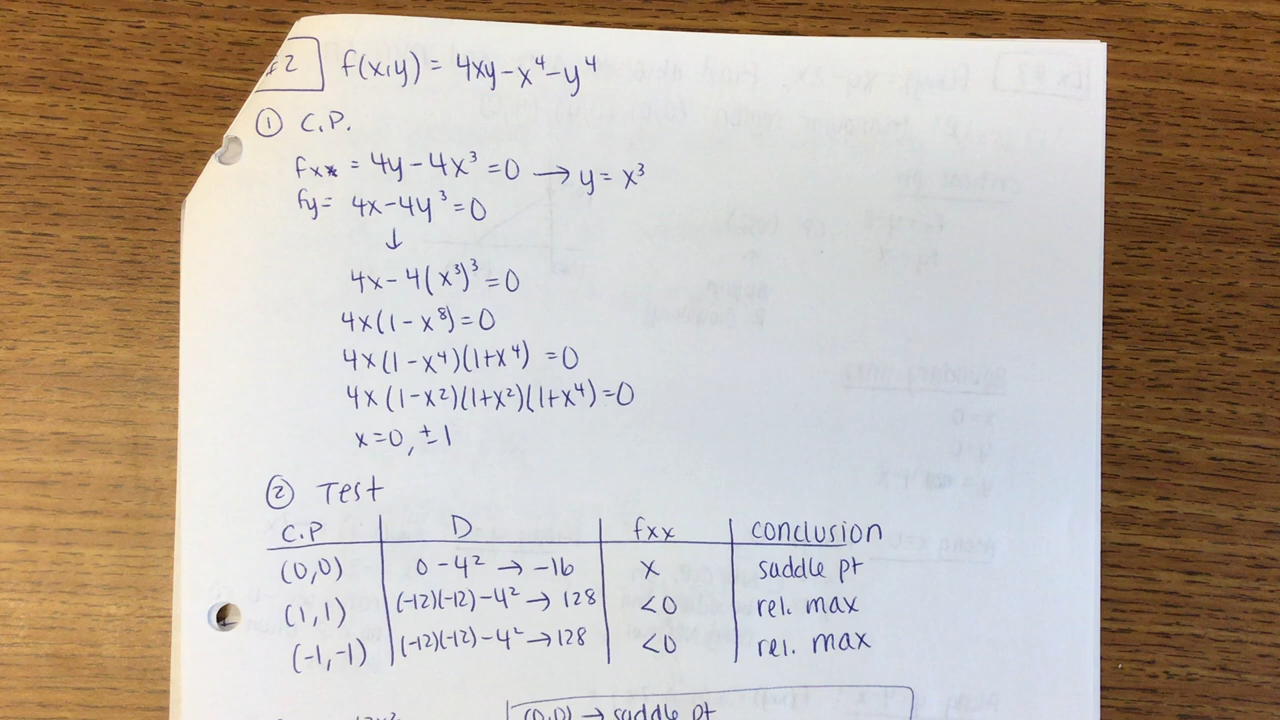 #2 f(x,y) = 4xy - x⁴ - y⁴
① C.P.
fx = 4y - 4x³ = 0 → y = x³
fy = 4x - 4y³ = 0
↓
4x - 4(x³)³ = 0
4x(1 - x⁸) = 0
4x(1 - x⁴)(1 + x⁴) = 0
4x(1 - x²)(1 + x²)(1 + x⁴) = 0
x = 0, ±1
② Test
C.P | D | fxx | conclusion
(0,0) | 0 - 4² → -16 | x | saddle pt
(1,1) | (-12)(-12) - 4² → 128 | <0 | rel. max
(-1,-1) | (-12)(-12) - 4² → 128 | <0 | rel. max
(0,0) → saddle pt